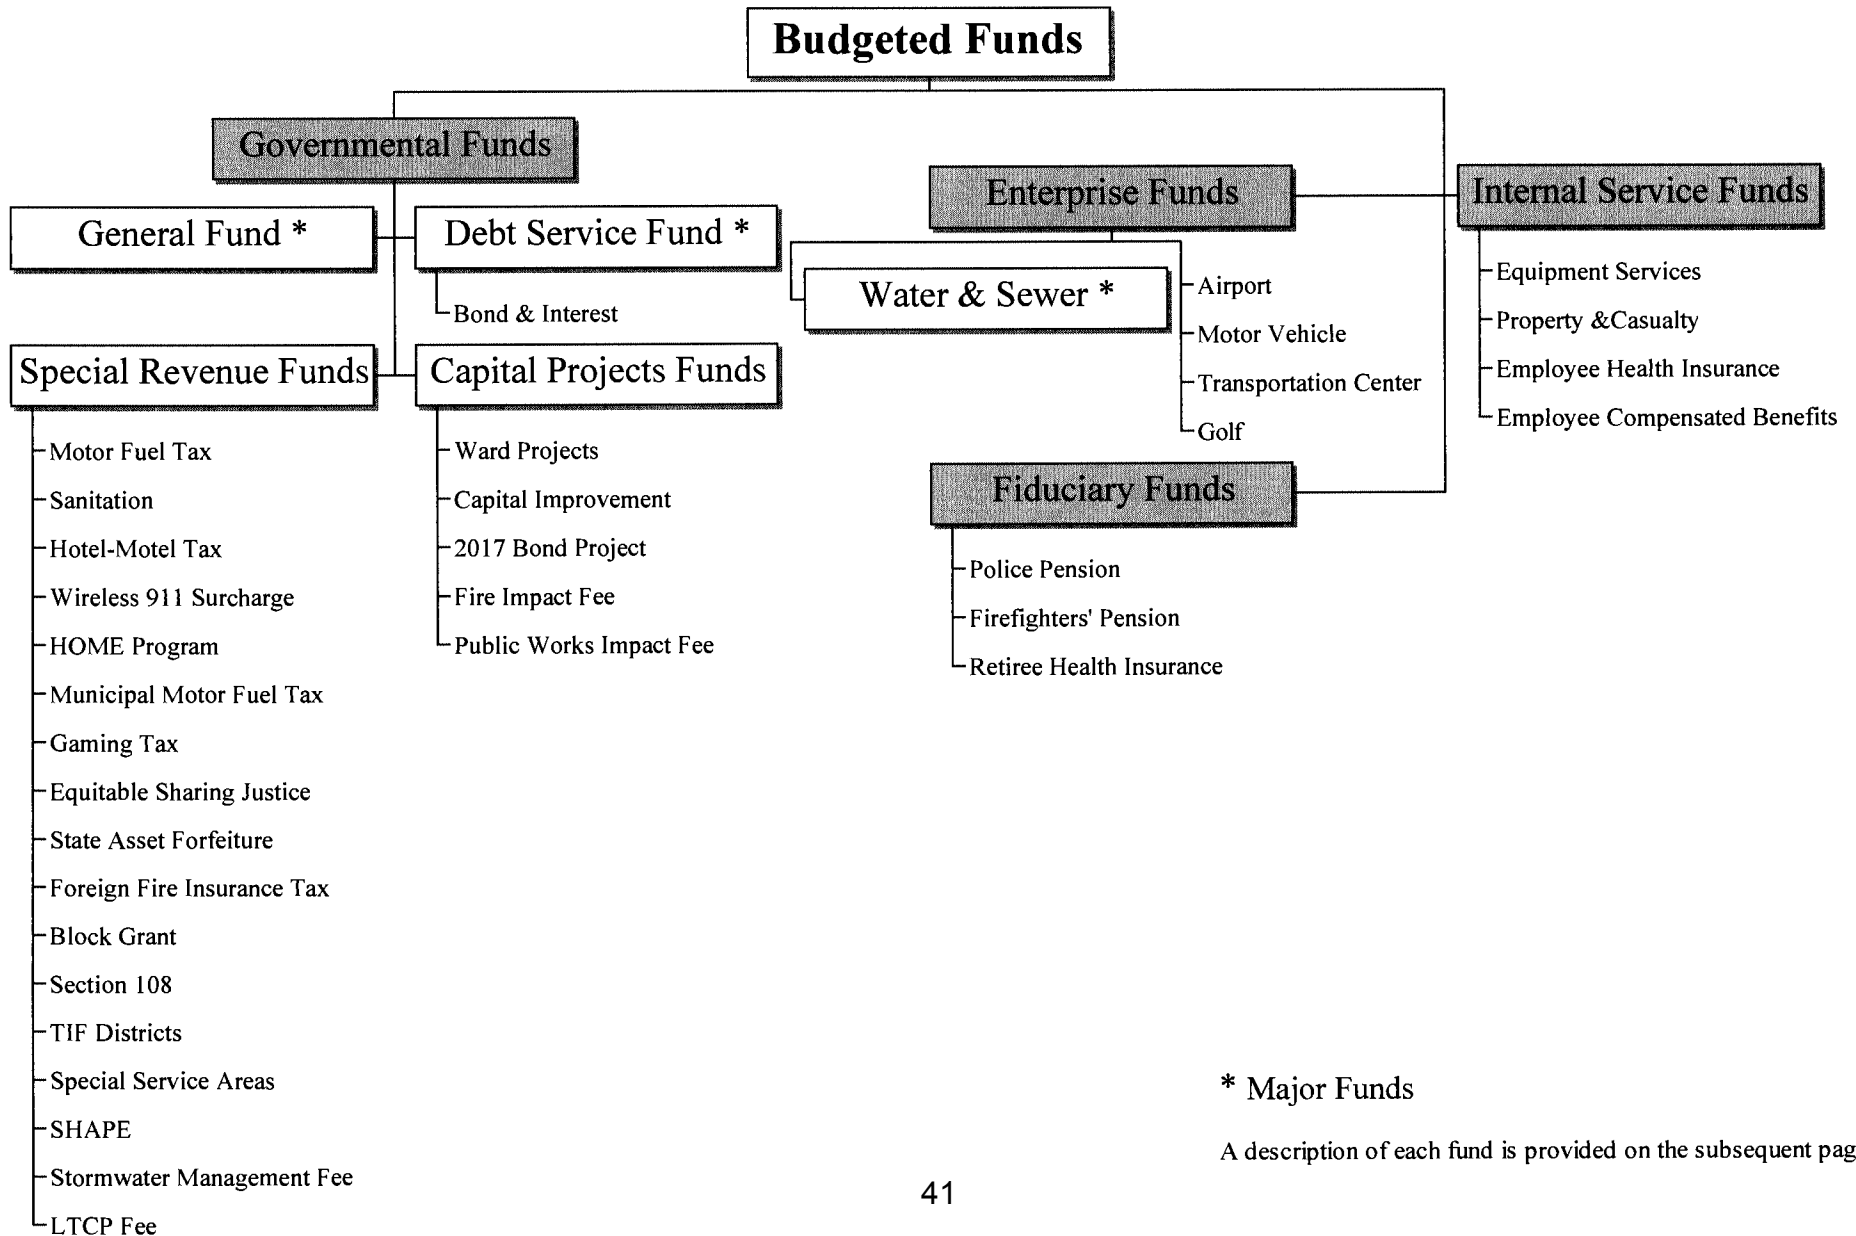 Budgeted Funds
Governmental Funds
General Fund *
Debt Service Fund *
Bond & Interest
Special Revenue Funds
Motor Fuel Tax
Sanitation
Hotel-Motel Tax
Wireless 911 Surcharge
HOME Program
Municipal Motor Fuel Tax
Gaming Tax
Equitable Sharing Justice
State Asset Forfeiture
Foreign Fire Insurance Tax
Block Grant
Section 108
TIF Districts
Special Service Areas
SHAPE
Stormwater Management Fee
LTCP Fee
Capital Projects Funds
Ward Projects
Capital Improvement
2017 Bond Project
Fire Impact Fee
Public Works Impact Fee
Enterprise Funds
Water & Sewer *
Airport
Motor Vehicle
Transportation Center
Golf
Fiduciary Funds
Police Pension
Firefighters' Pension
Retiree Health Insurance
Internal Service Funds
Equipment Services
Property &Casualty
Employee Health Insurance
Employee Compensated Benefits
* Major Funds
A description of each fund is provided on the subsequent pag
41